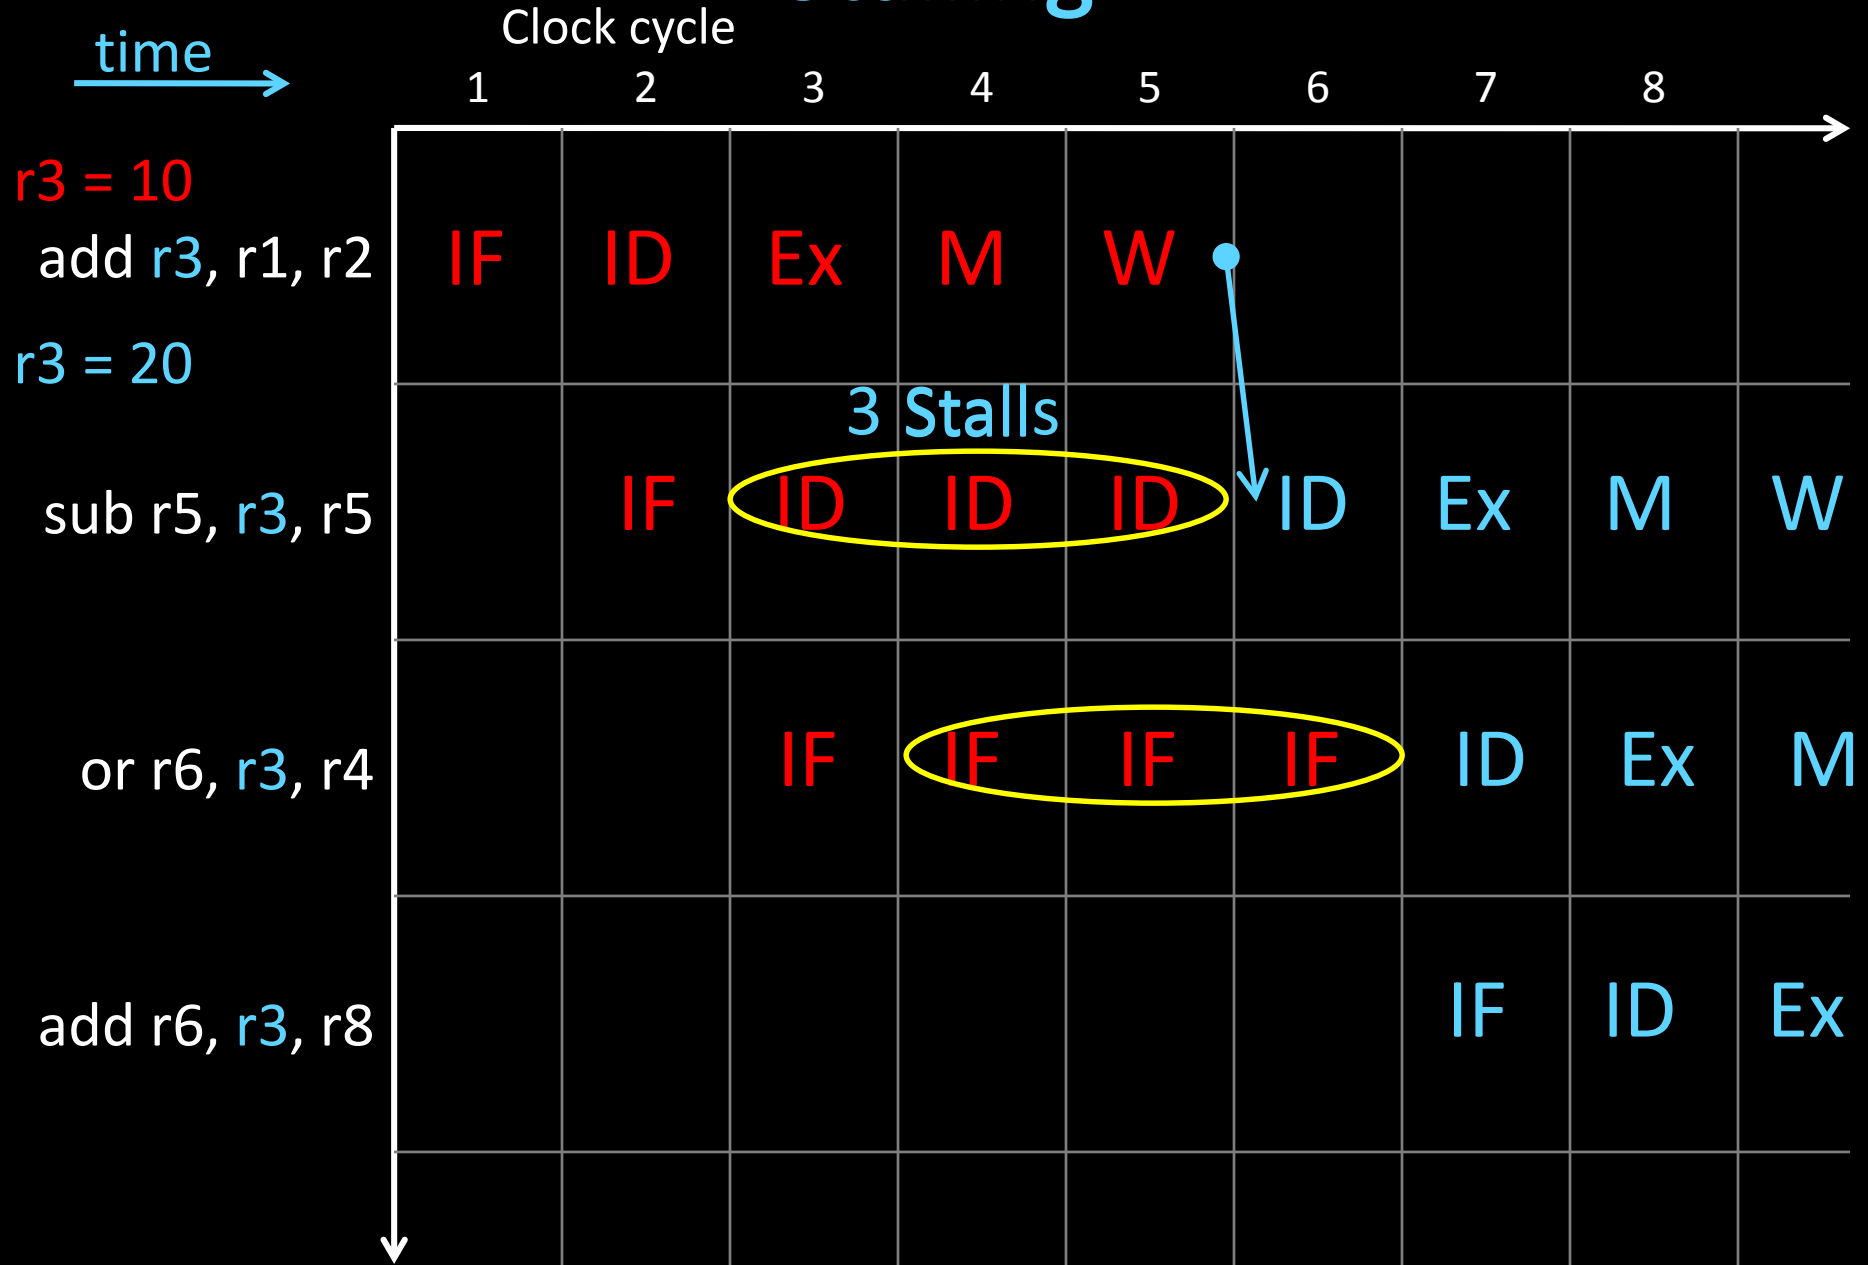 Clock cycle
time
1 2 3 4 5 6 7 8
r3 = 10
add r3, r1, r2 IF ID Ex M W
r3 = 20
3 Stalls
sub r5, r3, r5 IF ID ID ID ID Ex M W
or r6, r3, r4 IF IF IF IF ID Ex M
add r6, r3, r8 IF ID Ex